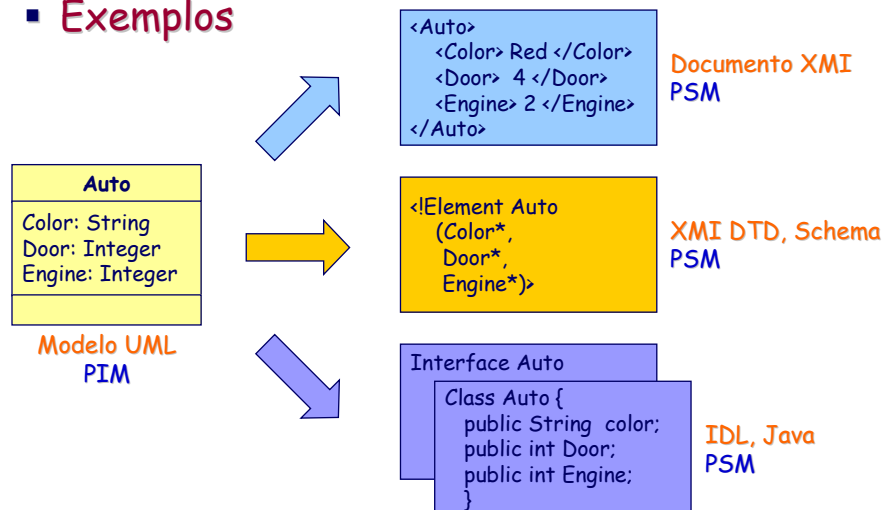 Exemplos
<Auto>
<Color> Red </Color>
<Door> 4 </Door>
<Engine> 2 </Engine>
</Auto>
Documento XMI
PSM
Auto
Color: String
Door: Integer
Engine: Integer
Modelo UML
PIM
<!Element Auto
(Color*,
Door*,
Engine*)>
XMI DTD, Schema
PSM
Interface Auto
Class Auto {
public String color;
public int Door;
public int Engine;
}
IDL, Java
PSM